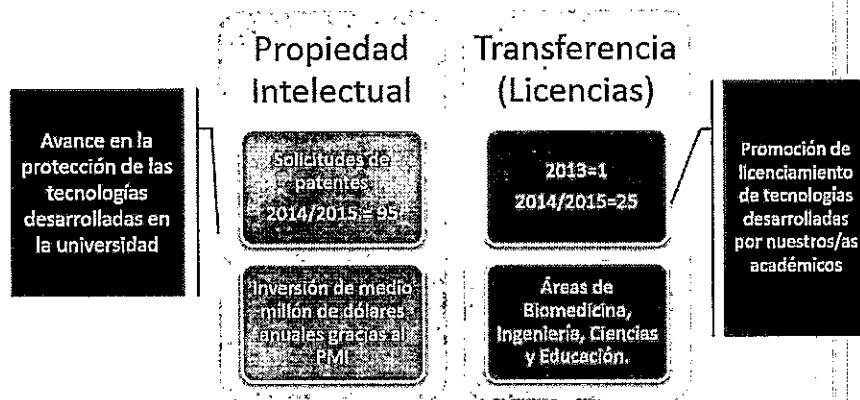 Avance en la
protección de las
tecnologías
desarrolladas en
la universidad
Propiedad
Intelectual
Solicitudes de
patentes
2014/2015 = 95
Inversión de medio
millón de dólares
anuales gracias al
PMI
Transferencia
(Licencias)
2013=1
2014/2015=25
Áreas de
Biomedicina,
Ingeniería, Ciencias
y Educación.
Promoción de
licenciamiento
de tecnologías
desarrolladas
por nuestros/as
académicos